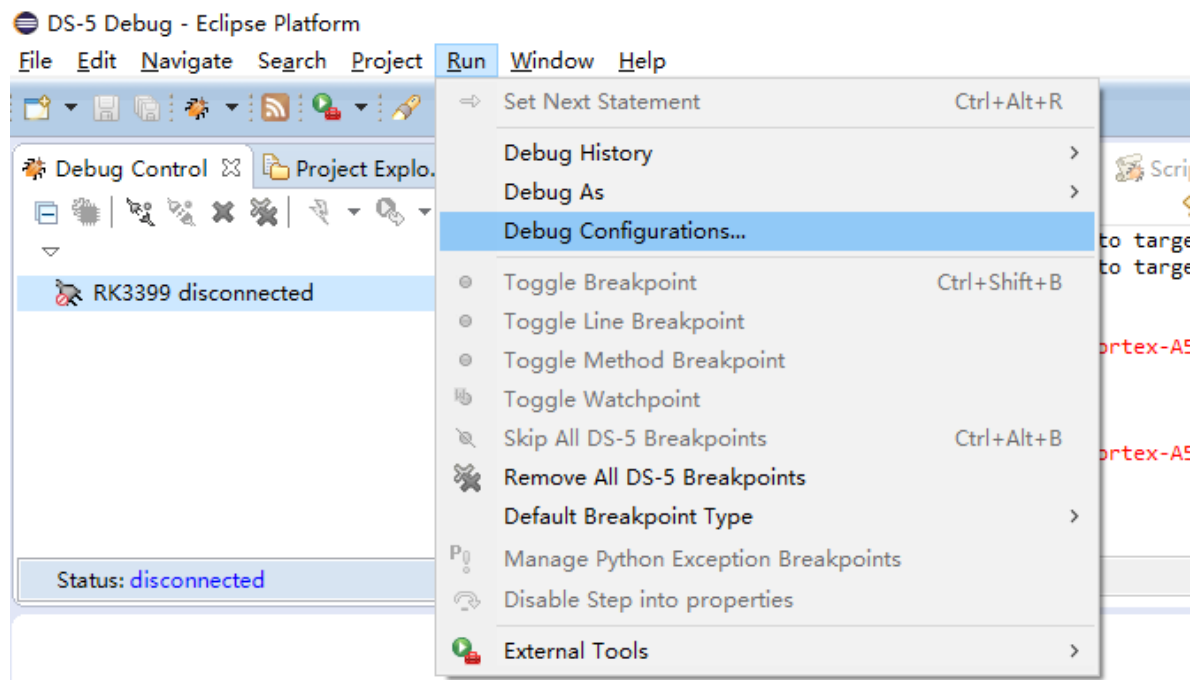 DS-5 Debug - Eclipse Platform
File Edit Navigate Search Project Run Window Help
Set Next Statement Ctrl+Alt+R
Debug History
Debug As
Debug Configurations...
Toggle Breakpoint Ctrl+Shift+B
Toggle Line Breakpoint
Toggle Method Breakpoint
Toggle Watchpoint
Skip All DS-5 Breakpoints Ctrl+Alt+B
Remove All DS-5 Breakpoints
Default Breakpoint Type
Manage Python Exception Breakpoints
Disable Step into properties
External Tools
Debug Control Project Explo.
RK3399 disconnected
Status: disconnected
Scrip
to targe
to targe
ortex-A5
ortex-A5